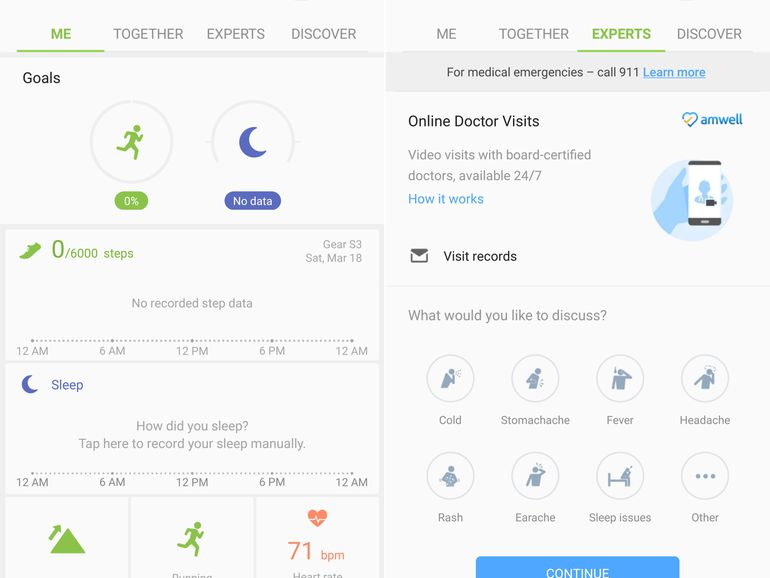 ME TOGETHER EXPERTS DISCOVER
Goals
0%
No data
0/6000 steps
Gear S3
Sat, Mar 18
No recorded step data
12 AM 6 AM 12 PM 6 PM 12 AM
Sleep
How did you sleep?
Tap here to record your sleep manually.
12 AM 6 AM 12 PM 6 PM 12 AM
71 bpm
Running
Heart rate
ME TOGETHER EXPERTS DISCOVER
For medical emergencies – call 911 Learn more
Online Doctor Visits
amwell
Video visits with board-certified
doctors, available 24/7
How it works
Visit records
What would you like to discuss?
Cold Stomachache Fever Headache
Rash Earache Sleep issues Other
CONTINUE